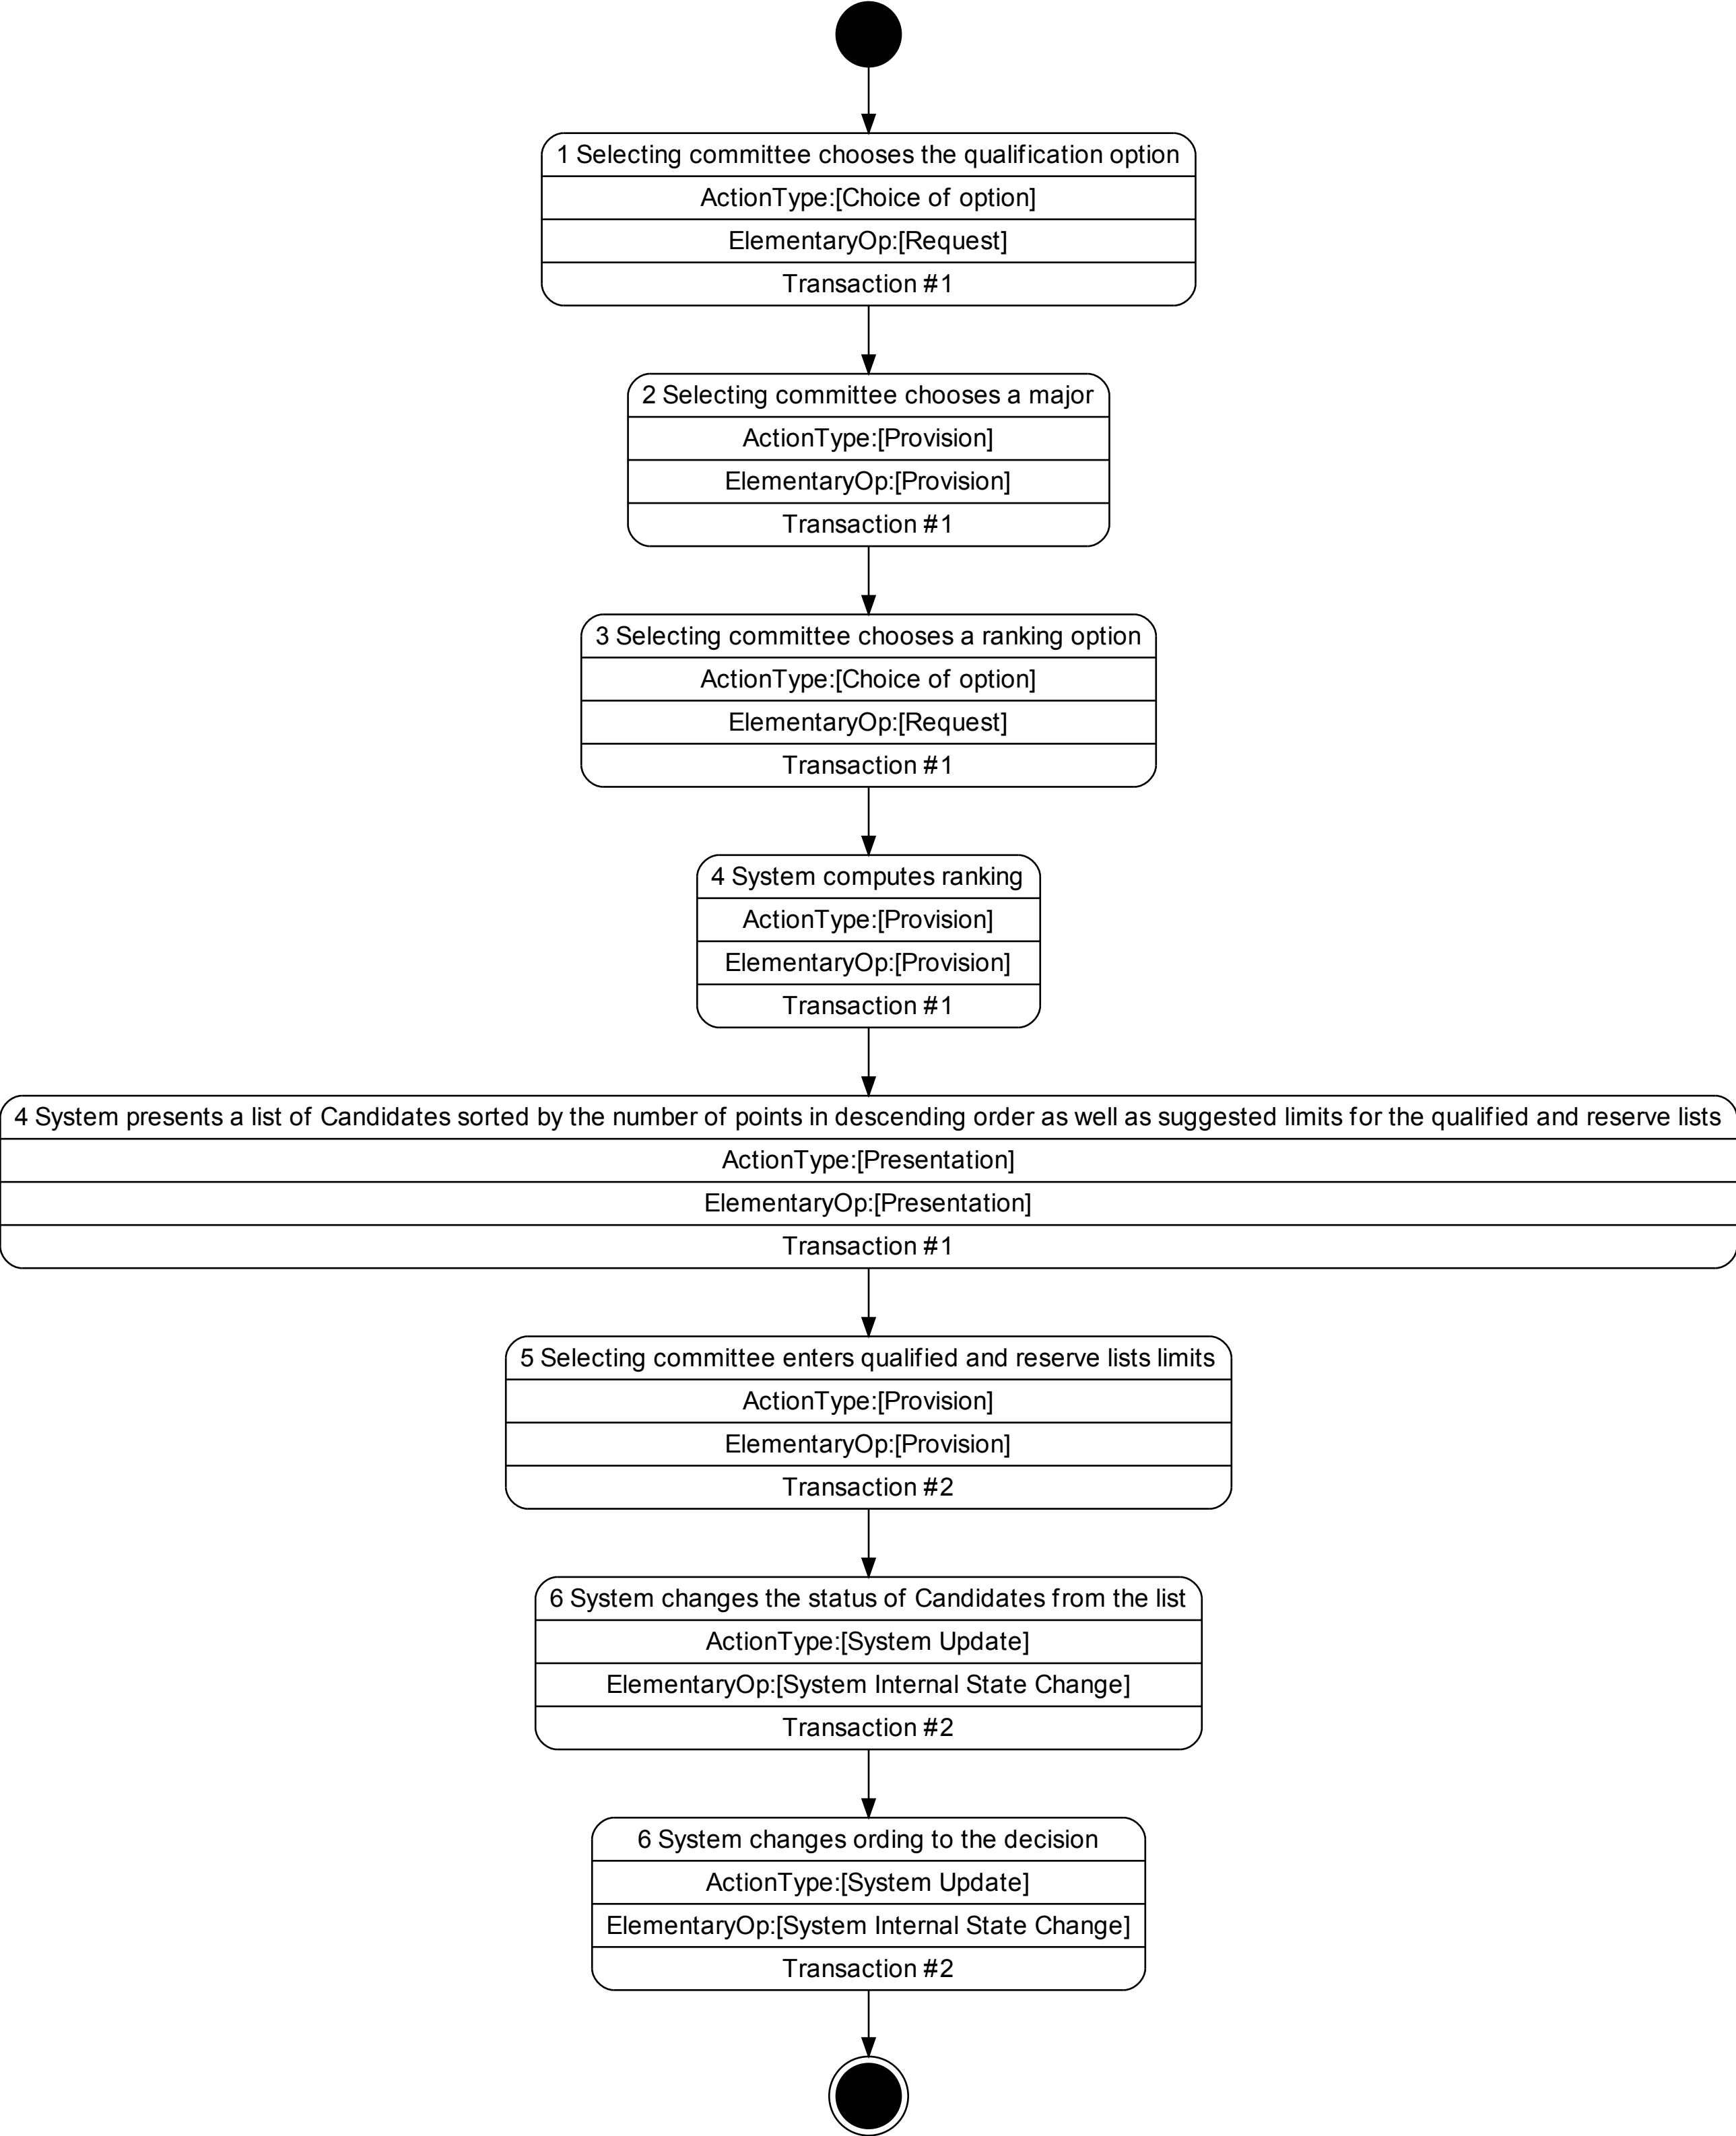 1 Selecting committee chooses the qualification option
ActionType:[Choice of option]
ElementaryOp:[Request]
Transaction #1
2 Selecting committee chooses a major
ActionType:[Provision]
ElementaryOp:[Provision]
Transaction #1
3 Selecting committee chooses a ranking option
ActionType:[Choice of option]
ElementaryOp:[Request]
Transaction #1
4 System computes ranking
ActionType:[Provision]
ElementaryOp:[Provision]
Transaction #1
4 System presents a list of Candidates sorted by the number of points in descending order as well as suggested limits for the qualified and reserve lists
ActionType:[Presentation]
ElementaryOp:[Presentation]
Transaction #1
5 Selecting committee enters qualified and reserve lists limits
ActionType:[Provision]
ElementaryOp:[Provision]
Transaction #2
6 System changes the status of Candidates from the list
ActionType:[System Update]
ElementaryOp:[System Internal State Change]
Transaction #2
6 System changes ording to the decision
ActionType:[System Update]
ElementaryOp:[System Internal State Change]
Transaction #2